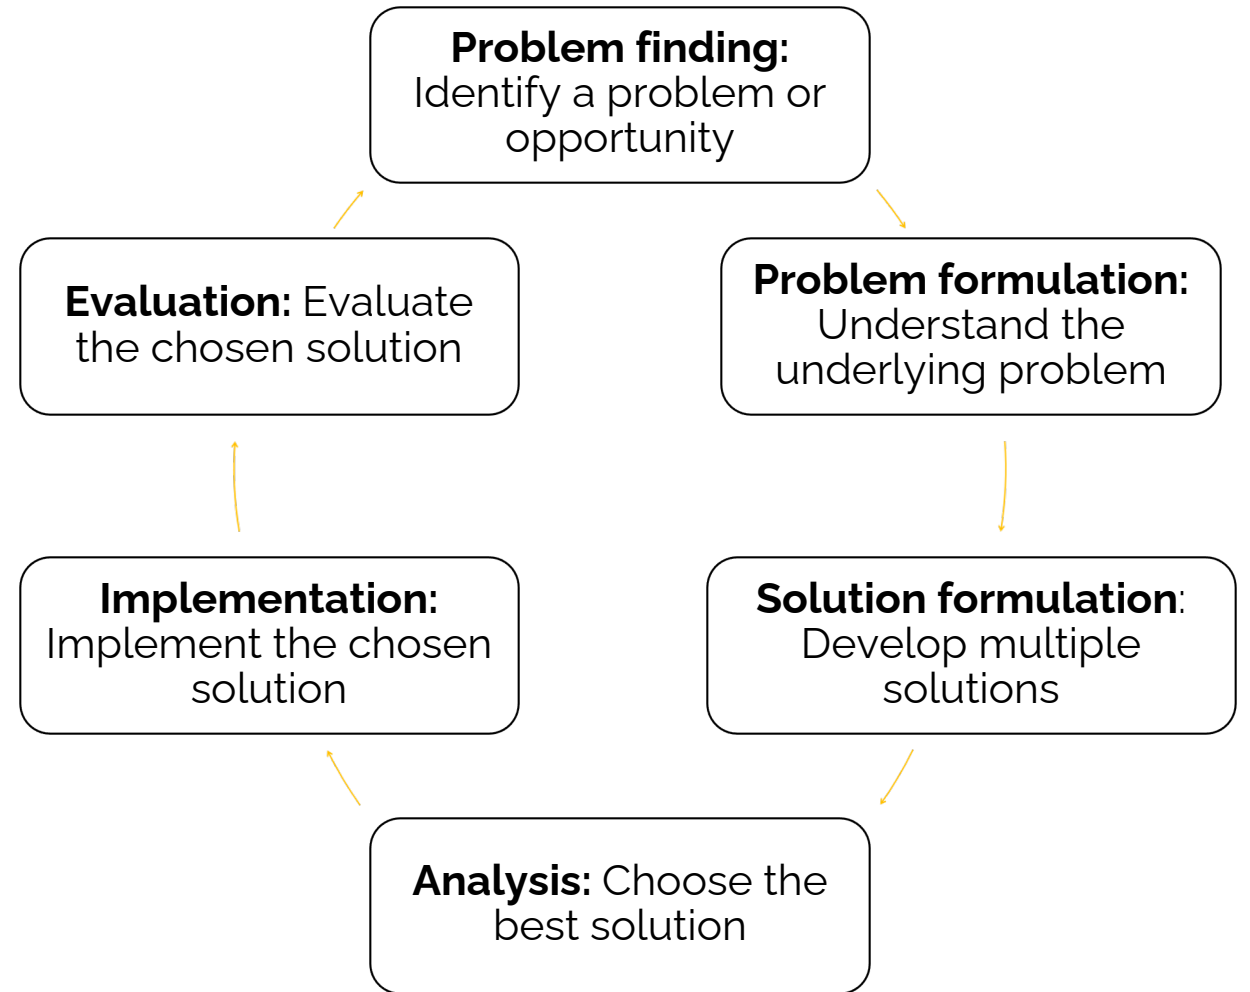 Problem finding:
Identify a problem or
opportunity
Problem formulation:
Understand the
underlying problem
Solution formulation:
Develop multiple
solutions
Analysis: Choose the
best solution
Implementation:
Implement the chosen
solution
Evaluation: Evaluate
the chosen solution